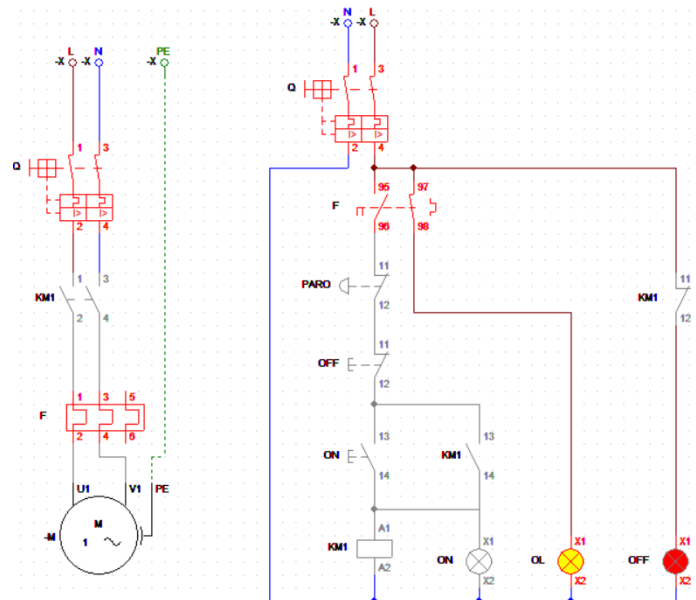 N L
-X -X
L N PE
-X -X -X
1 3
Q
2 4
1 3
Q
2 4
95 97
F
96 98
1 3
KM1
2 4
11
PARO
12
11
KM1
12
11
OFF
12
1 3 5
F
2 4 6
13 13
ON KM1
14 14
U1 V1 PE
M
-M 1
A1 X1 X1 X1
KM1 ON OL OFF
A2 X2 X2 X2